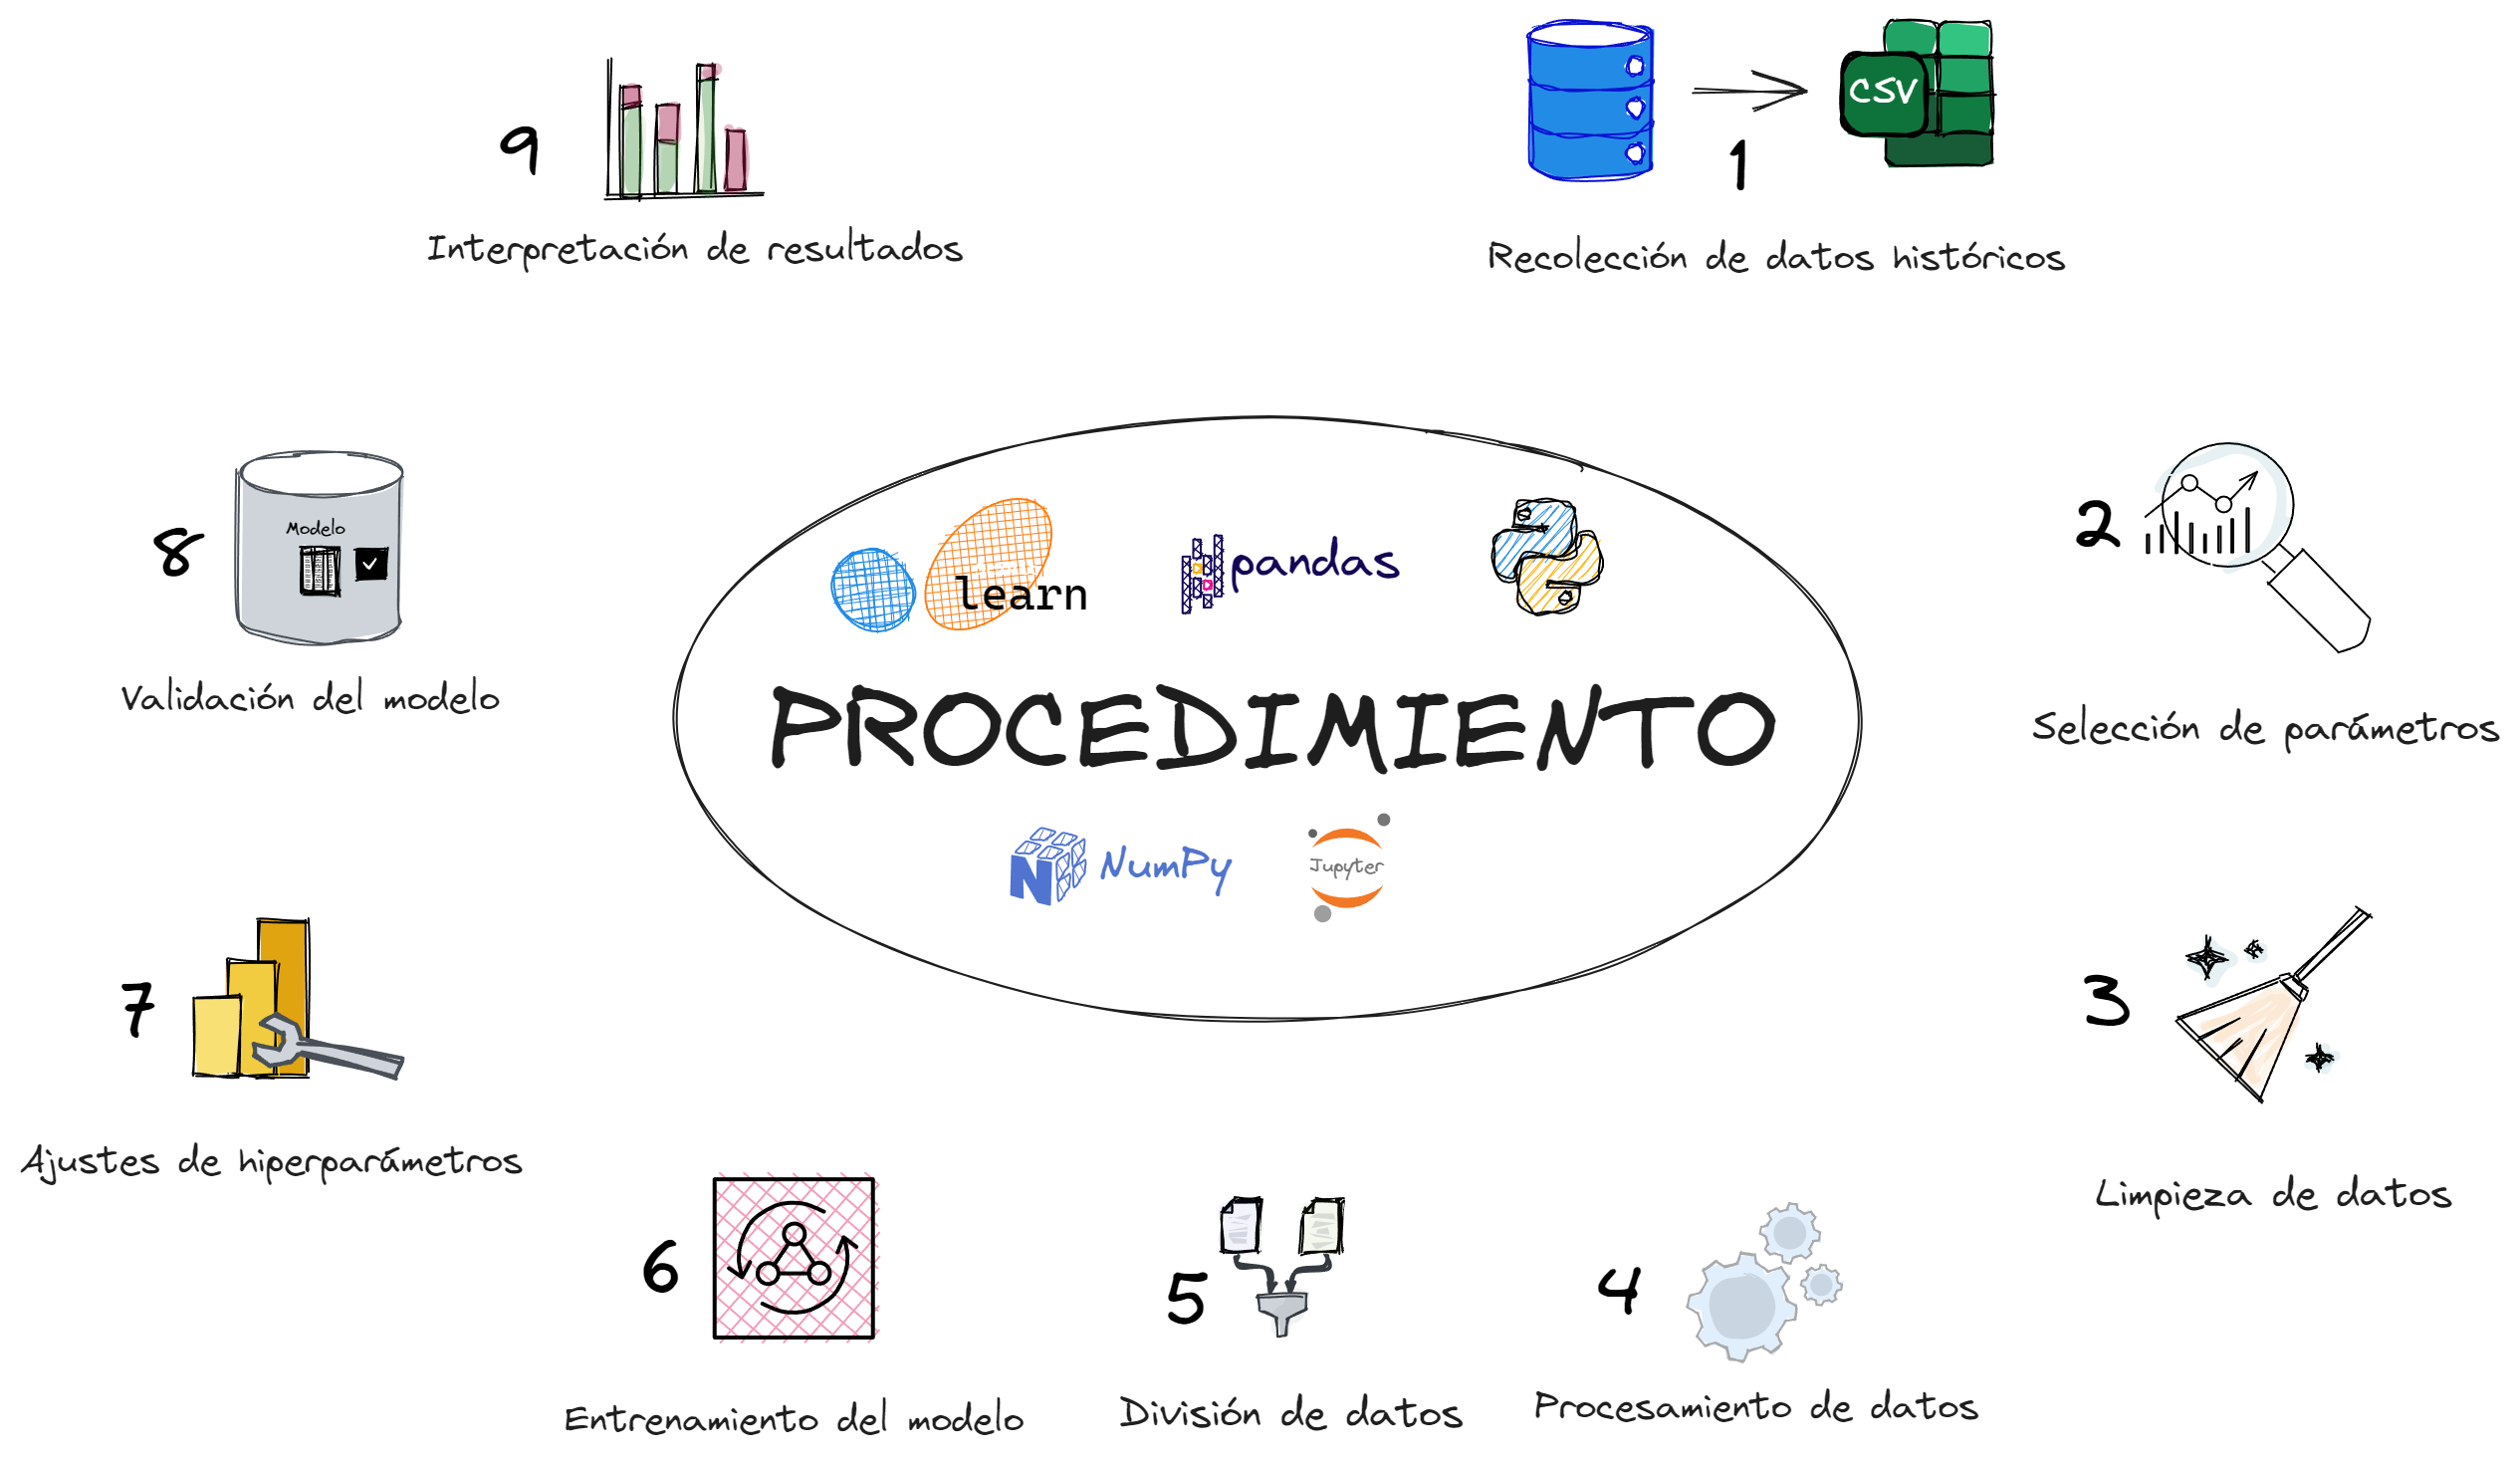 9
Interpretación de resultados
CSV
1
Recolección de datos históricos
8
Modelo
Validación del modelo
learn
pandas
PROCEDIMIENTO
N NumPy
Jupyter
2
Selección de parámetros
7
Ajustes de hiperparámetros
3
Limpieza de datos
6
Entrenamiento del modelo
5
División de datos
4
Procesamiento de datos